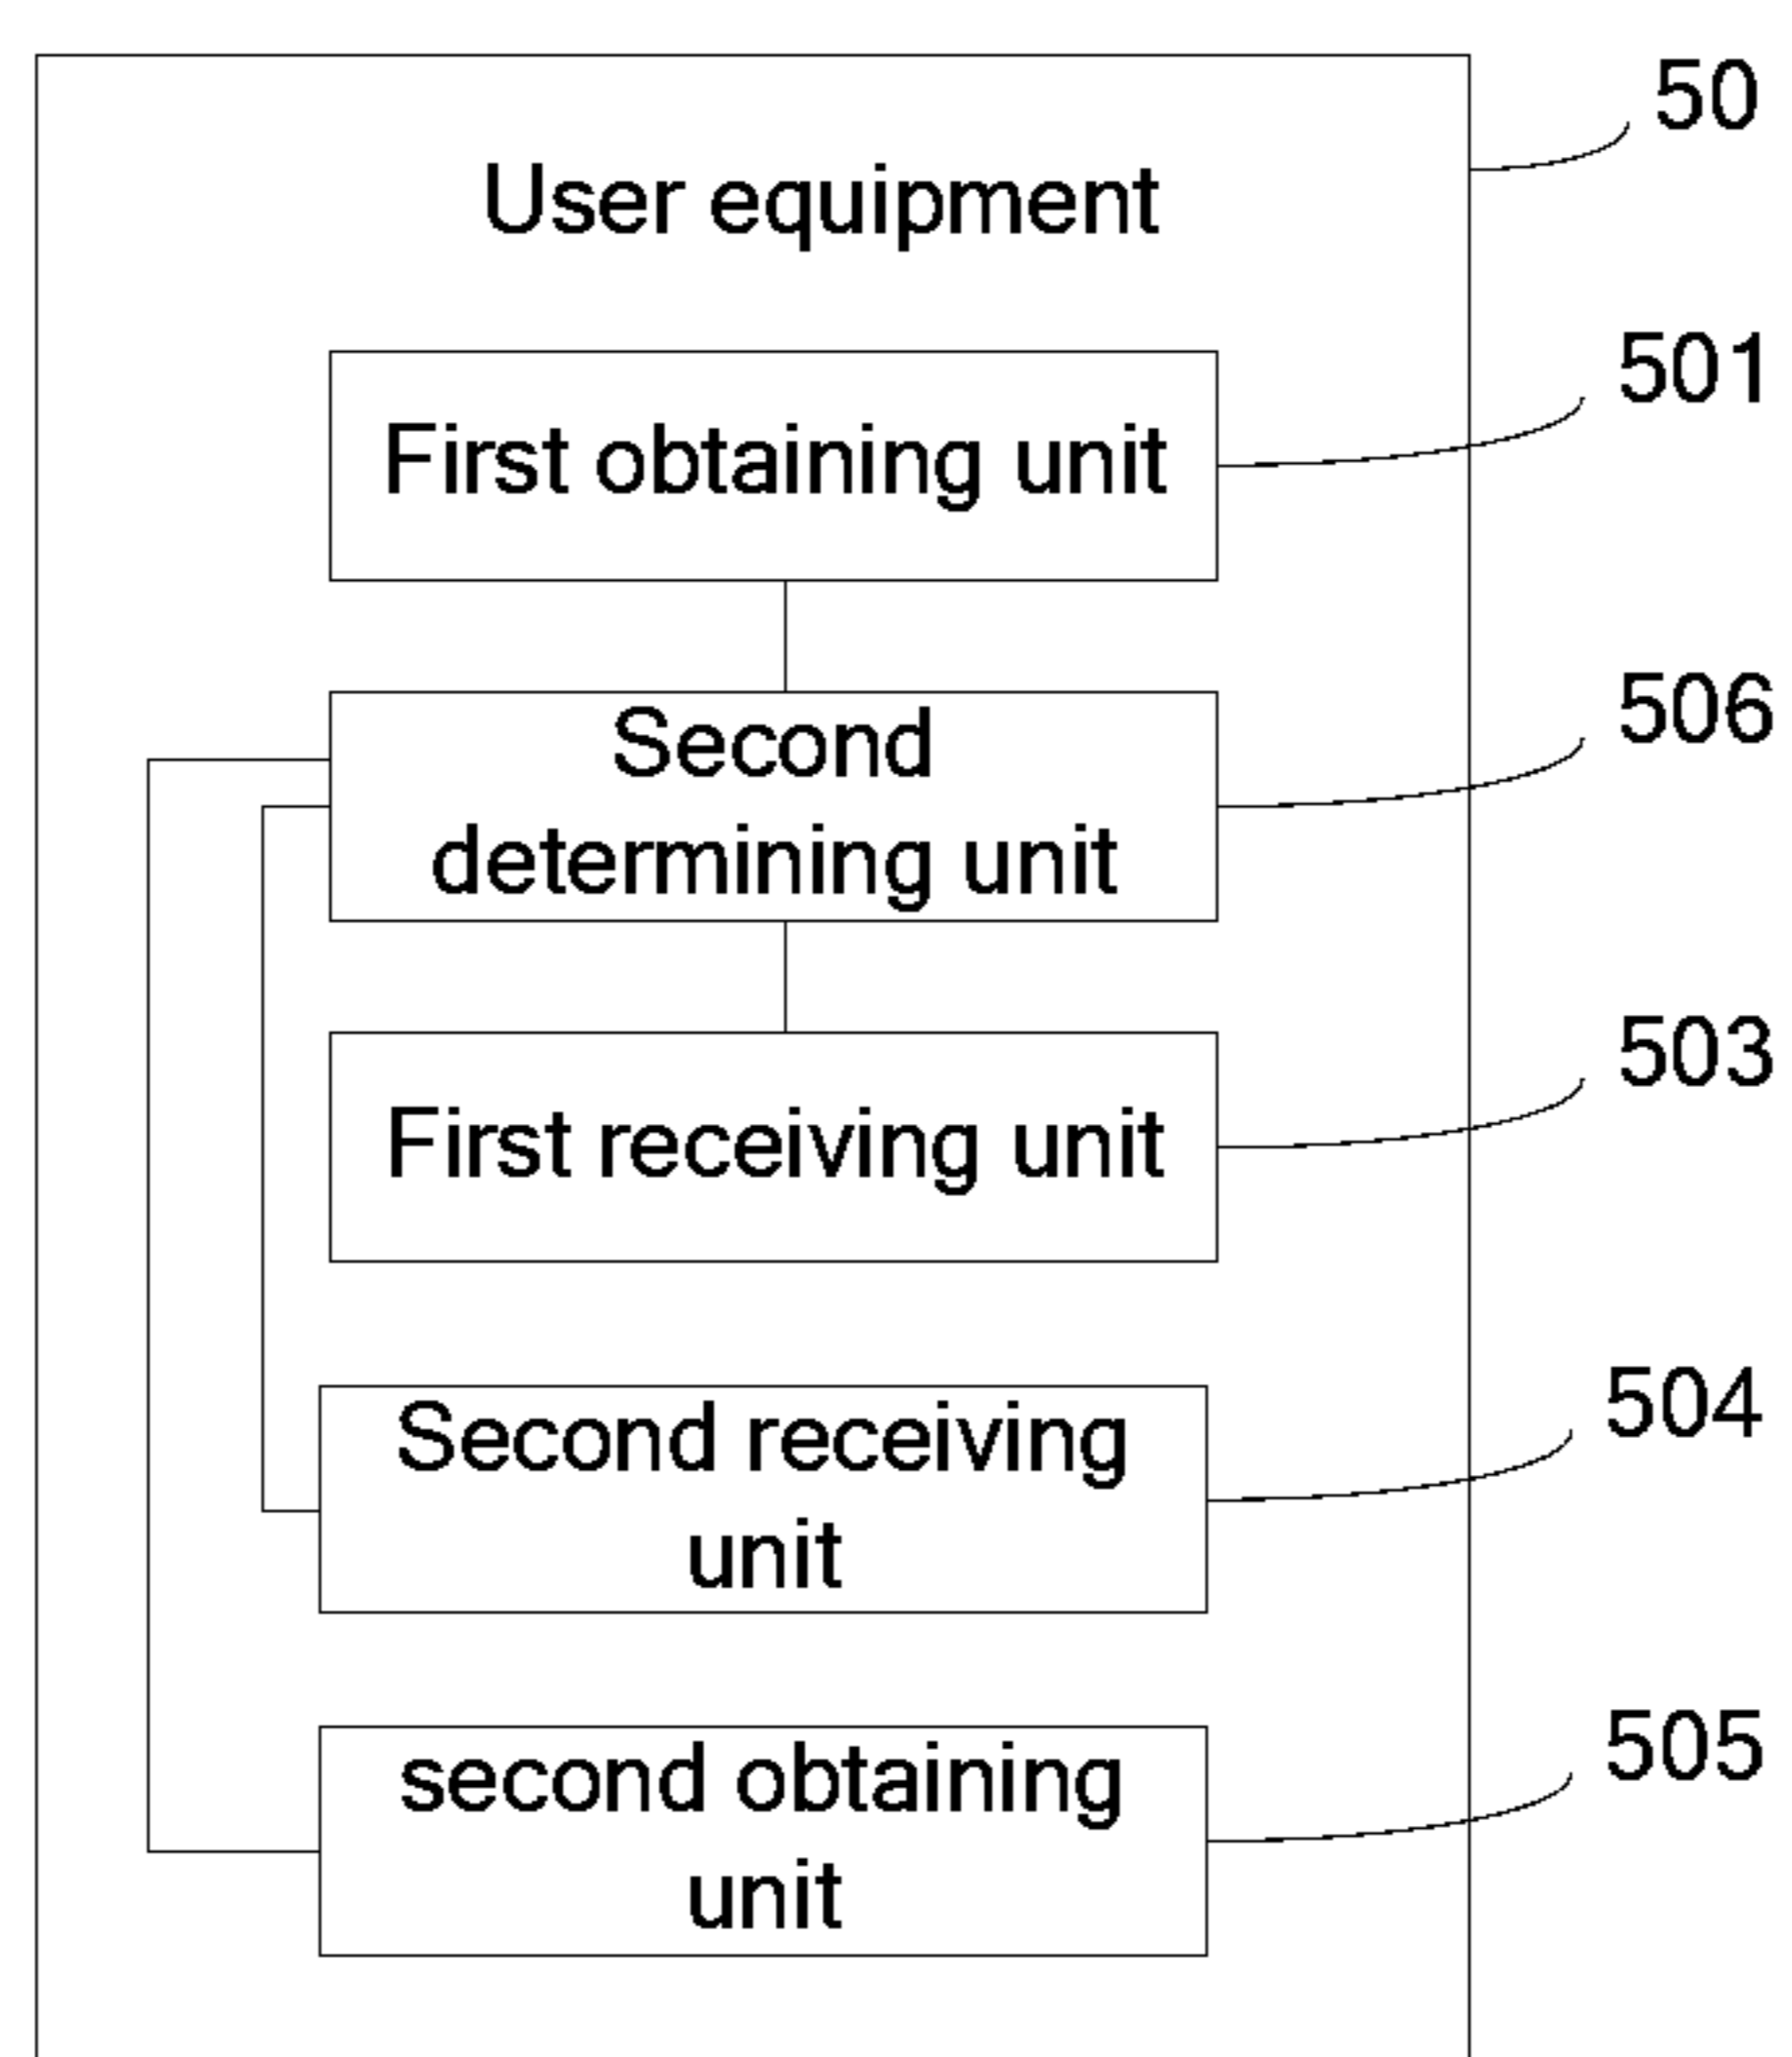 50
User equipment
501
First obtaining unit
506
Second
determining unit
503
First receiving unit
504
Second receiving
unit
505
second obtaining
unit